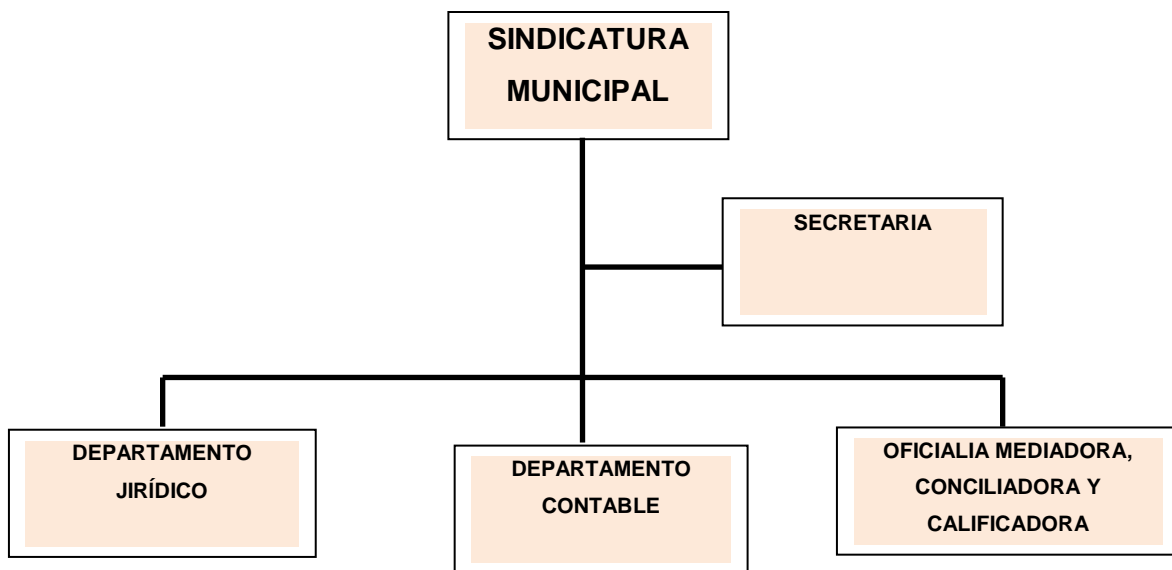 SINDICATURA
MUNICIPAL
SECRETARIA
DEPARTAMENTO
JIRÍDICO
DEPARTAMENTO
CONTABLE
OFICIALIA MEDIADORA,
CONCILIADORA Y
CALIFICADORA